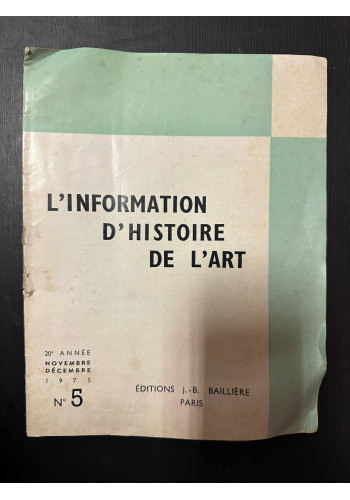 L'INFORMATION
D'HISTOIRE
DE L'ART
20e ANNÉE
NOVEMBRE
DÉCEMBRE
1975
N° 5
ÉDITIONS J.-B. BAILLIÈRE
PARIS